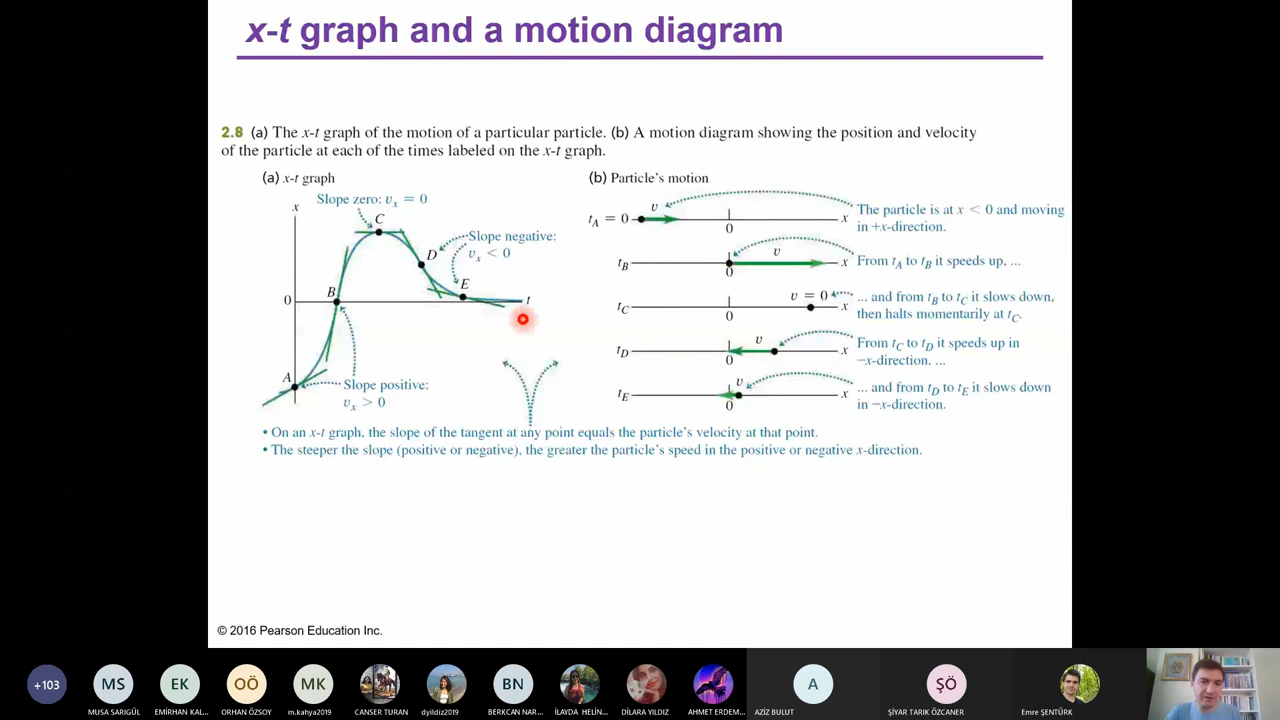 x-t graph and a motion diagram
2.8 (a) The x-t graph of the motion of a particular particle. (b) A motion diagram showing the position and velocity
of the particle at each of the times labeled on the x-t graph.
(a) x-t graph
Slope zero: vx = 0
x
C
Slope negative:
vx < 0
D
E
B
0
t
A
Slope positive:
vx > 0
(b) Particle's motion
tA = 0
v
0
x
The particle is at x < 0 and moving
in +x-direction.
tB
v
0
x
From tA to tB it speeds up, ...
tC
v = 0
0
x
... and from tB to tC it slows down,
then halts momentarily at tC.
tD
v
0
x
From tC to tD it speeds up in
−x-direction. ...
tE
v
0
x
... and from tD to tE it slows down
in −x-direction.
• On an x-t graph, the slope of the tangent at any point equals the particle's velocity at that point.
• The steeper the slope (positive or negative), the greater the particle's speed in the positive or negative x-direction.
© 2016 Pearson Education Inc.
+103
MS
EK
OÖ
MK
BN
A
ŞÖ
MUSA SARIGÜL
EMİRHAN KAL...
ORHAN ÖZSOY
m.kahya2019
CANSER TURAN
dyildiz2019
BERKCAN NAR...
İLAYDA HELİN...
DİLARA YILDIZ
AHMET ERDEM...
AZİZ BULUT
ŞİYAR TARIK ÖZCANER
Emre ŞENTÜRK